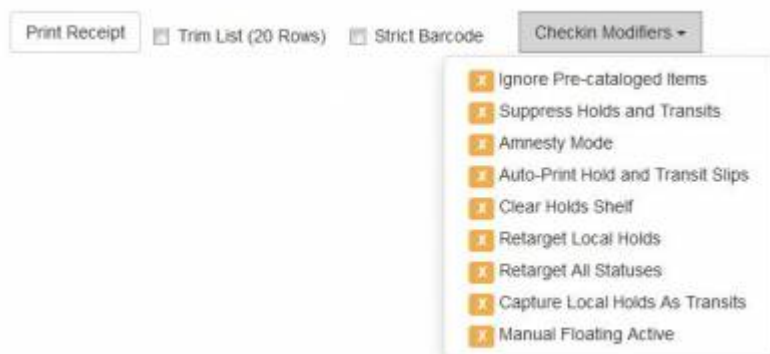 Print Receipt Trim List (20 Rows) Strict Barcode Checkin Modifiers
X Ignore Pre-cataloged Items
X Suppress Holds and Transits
X Amnesty Mode
X Auto-Print Hold and Transit Slips
X Clear Holds Shelf
X Retarget Local Holds
X Retarget All Statuses
X Capture Local Holds As Transits
X Manual Floating Active